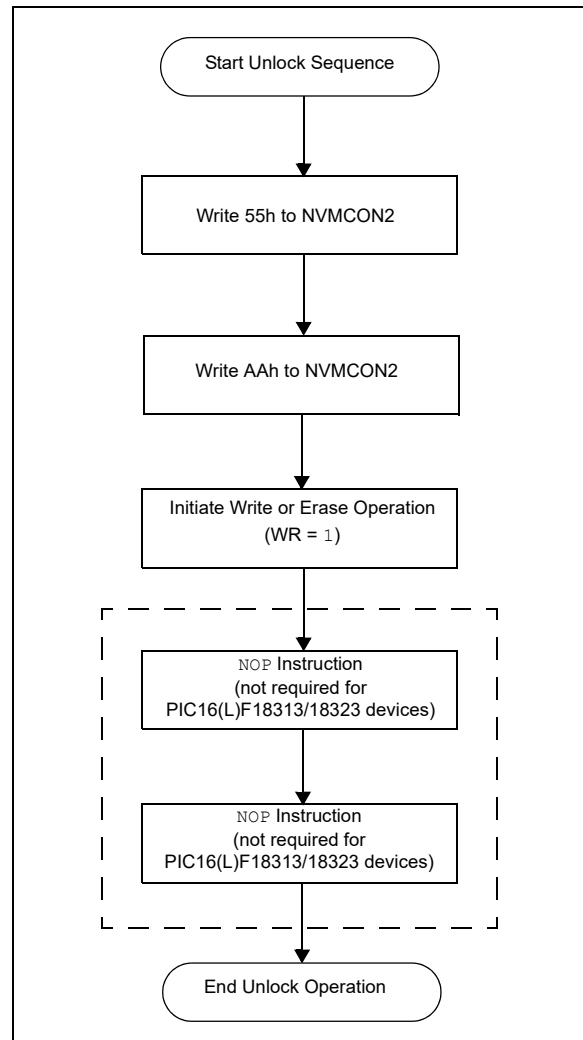 Start Unlock Sequence
Write 55h to NVMCON2
Write AAh to NVMCON2
Initiate Write or Erase Operation
(WR = 1)
NOP Instruction
(not required for
PIC16(L)F18313/18323 devices)
NOP Instruction
(not required for
PIC16(L)F18313/18323 devices)
End Unlock Operation